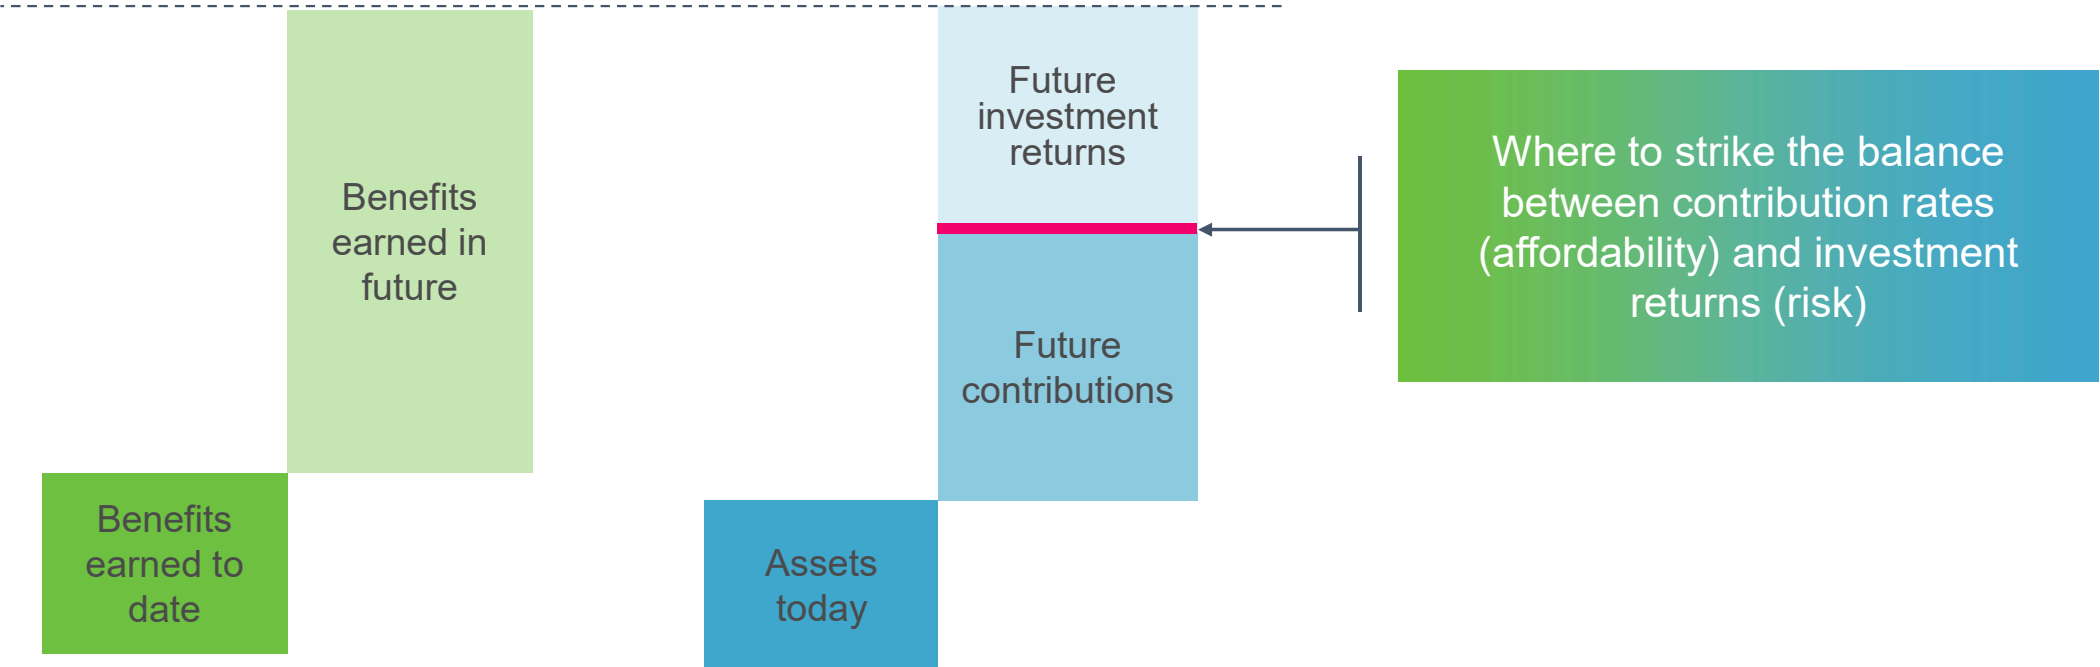 Benefits
earned in
future
Benefits
earned to
date
Future
investment
returns
Future
contributions
Assets
today
Where to strike the balance
between contribution rates
(affordability) and investment
returns (risk)